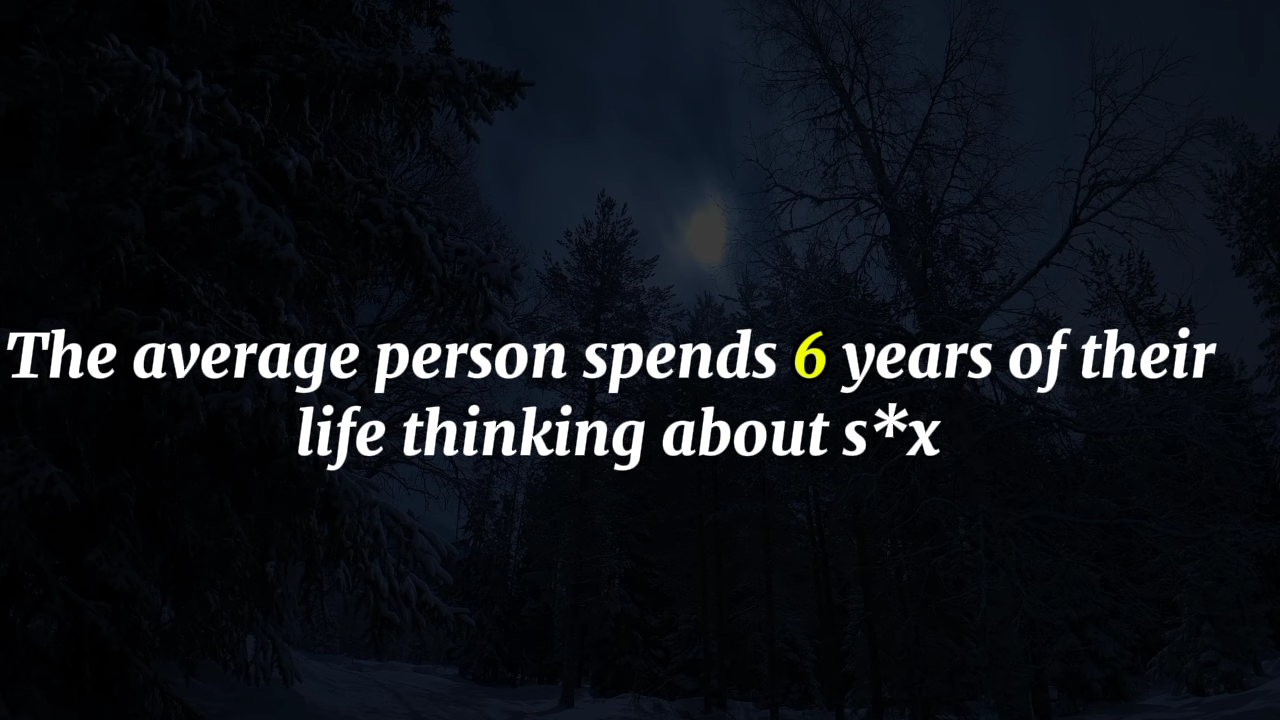 The average person spends 6 years of their
life thinking about s*x